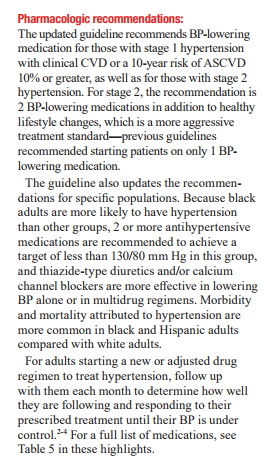 Pharmacologic recommendations:
The updated guideline recommends BP-lowering
medication for those with stage 1 hypertension
with clinical CVD or a 10-year risk of ASCVD
10% or greater, as well as for those with stage 2
hypertension. For stage 2, the recommendation is
2 BP-lowering medications in addition to healthy
lifestyle changes, which is a more aggressive
treatment standard—previous guidelines
recommended starting patients on only 1 BP-
lowering medication.
The guideline also updates the recommen-
dations for specific populations. Because black
adults are more likely to have hypertension
than other groups, 2 or more antihypertensive
medications are recommended to achieve a
target of less than 130/80 mm Hg in this group,
and thiazide-type diuretics and/or calcium
channel blockers are more effective in lowering
BP alone or in multidrug regimens. Morbidity
and mortality attributed to hypertension are
more common in black and Hispanic adults
compared with white adults.
For adults starting a new or adjusted drug
regimen to treat hypertension, follow up
with them each month to determine how well
they are following and responding to their
prescribed treatment until their BP is under
control.2-4 For a full list of medications, see
Table 5 in these highlights.